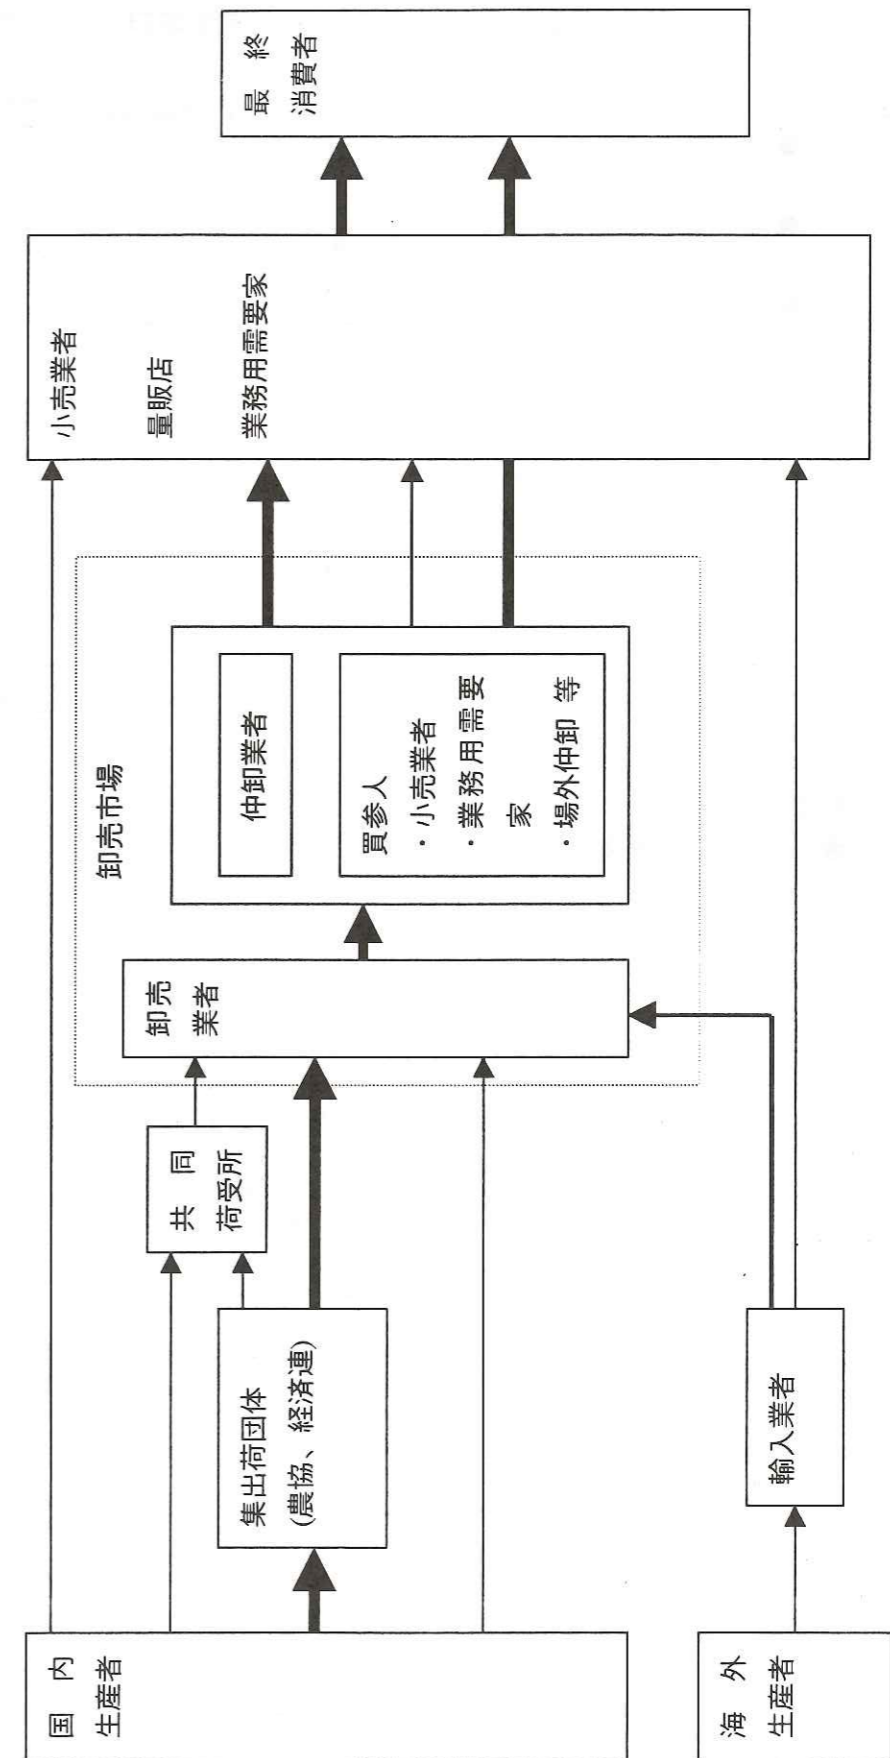 国 内
生産者
海 外
生産者
集出荷団体
(農協、経済連)
輸入業者
共 同
荷受所
卸売市場
卸売
業者
仲卸業者
買参人
・小売業者
・業務用需要
家
・場外仲卸 等
小売業者
量販店
業務用需要家
最 終
消費者